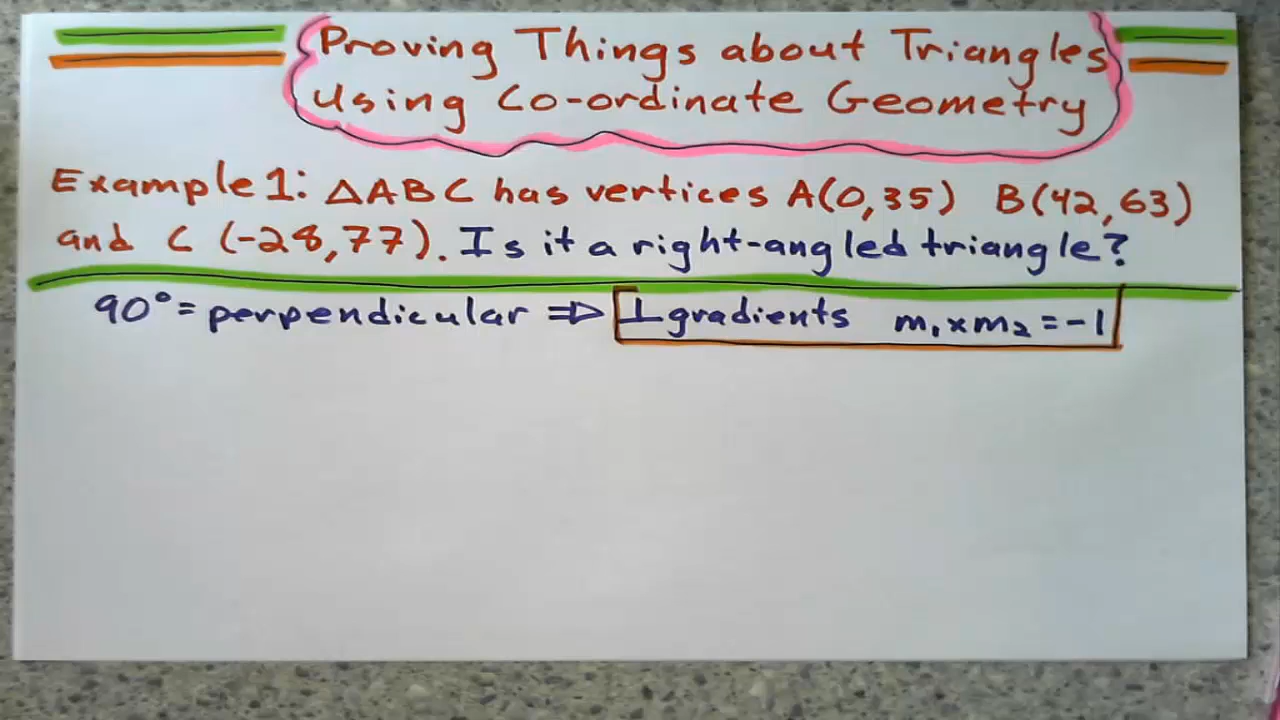 Proving Things about Triangles
Using Co-ordinate Geometry
Example 1: △ABC has vertices A(0,35) B(42,63)
and C (-28,77). Is it a right-angled triangle?
90° = perpendicular ⇒ ⊥ gradients m₁ x m₂ = -1